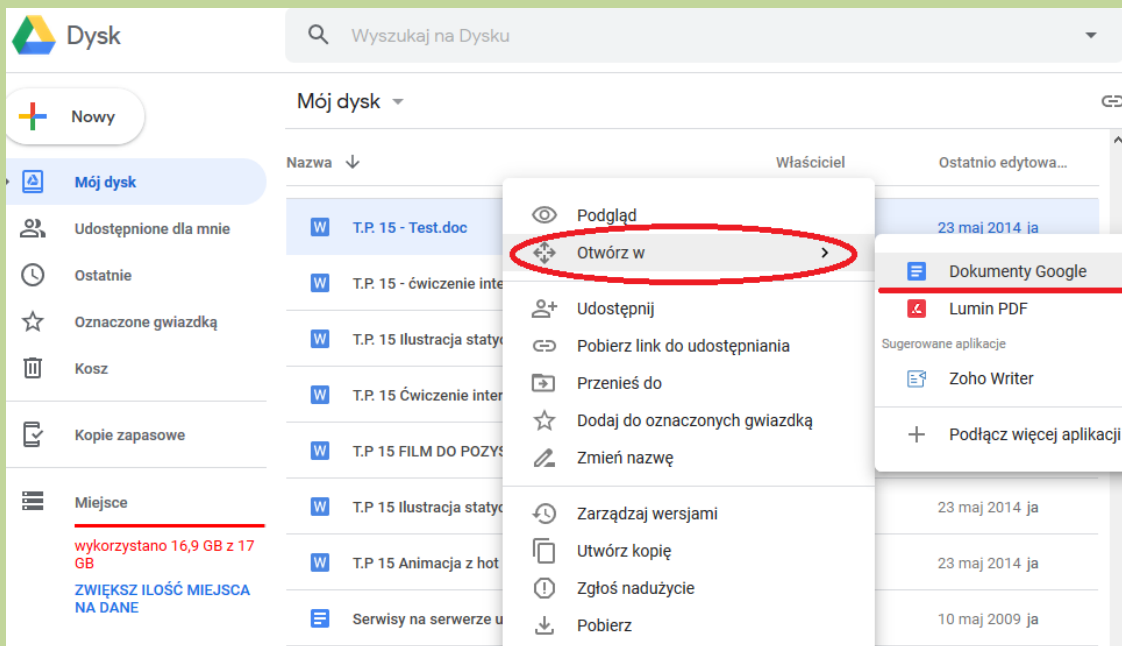 Dysk
Wyszukaj na Dysku
Nowy
Mój dysk
Udostępnione dla mnie
Ostatnie
Oznaczone gwiazdką
Kosz
Kopie zapasowe
Miejsce
wykorzystano 16,9 GB z 17
GB
ZWIĘKSZ ILOŚĆ MIEJSCA
NA DANE
Mój dysk
Nazwa Właściciel Ostatnio edytowa...
T.P. 15 - Test.doc 23 maj 2014 ja
T.P. 15 - ćwiczenie inte
T.P. 15 Ilustracja statyc
T.P. 15 Ćwiczenie inter
T.P 15 FILM DO POZYS
T.P 15 Ilustracja statyc 23 maj 2014 ja
T.P 15 Animacja z hot 23 maj 2014 ja
Serwisy na serwerze u 10 maj 2009 ja
Podgląd
Otwórz w
Udostępnij
Pobierz link do udostępniania
Przenieś do
Dodaj do oznaczonych gwiazdką
Zmień nazwę
Zarządzaj wersjami
Utwórz kopię
Zgłoś nadużycie
Pobierz
Dokumenty Google
Lumin PDF
Sugerowane aplikacje
Zoho Writer
Podłącz więcej aplikacji